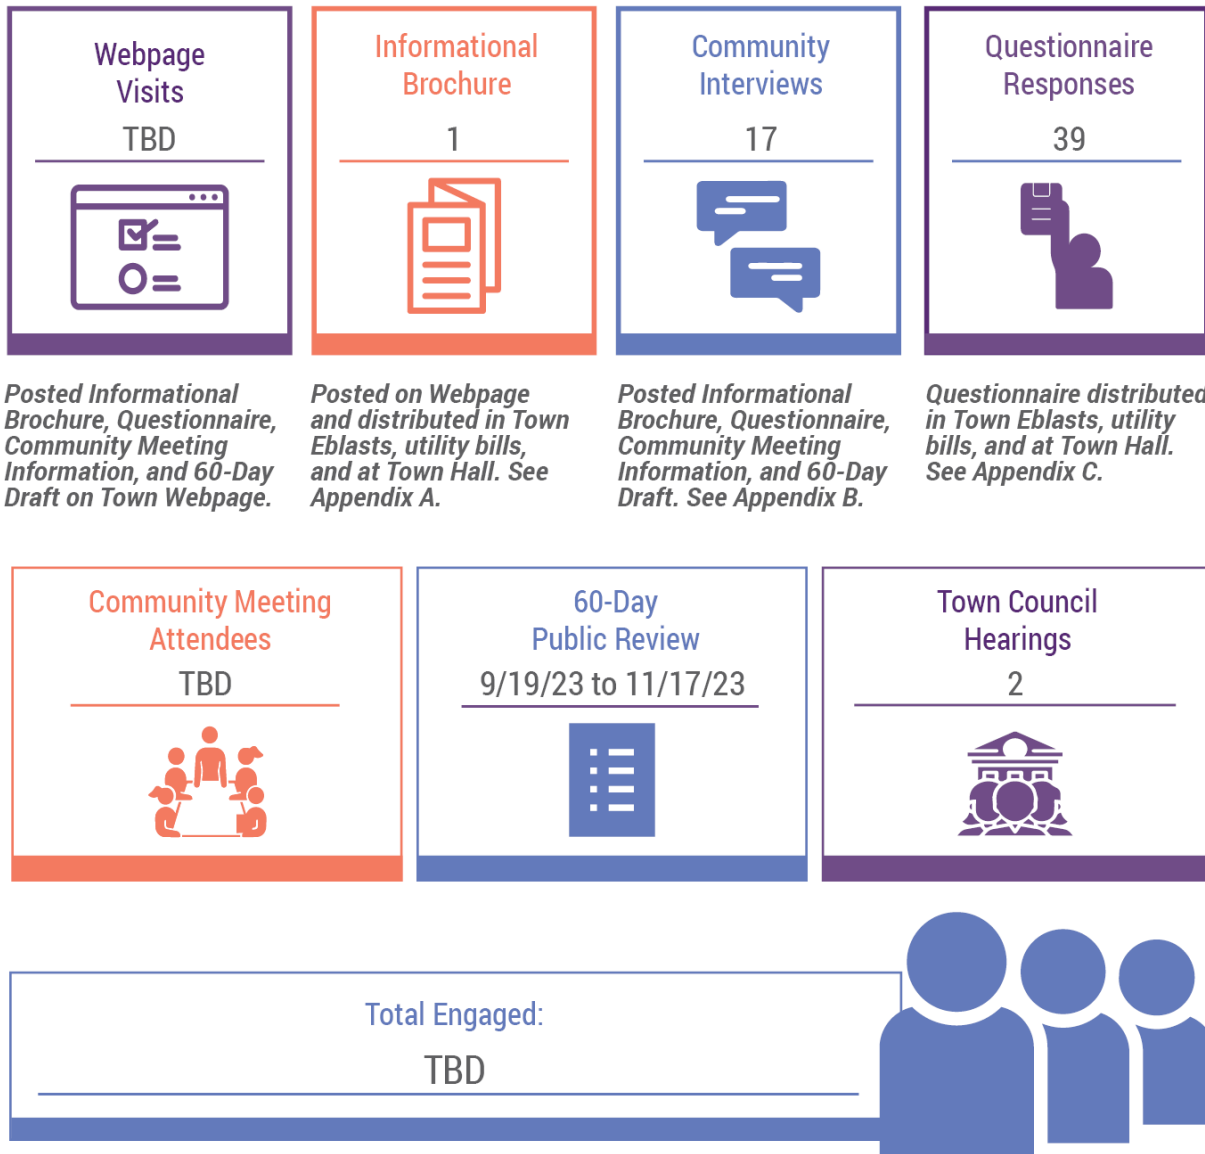 Webpage
Visits
TBD
Informational
Brochure
1
Community
Interviews
17
Questionnaire
Responses
39
Posted Informational
Brochure, Questionnaire,
Community Meeting
Information, and 60-Day
Draft on Town Webpage.
Posted on Webpage
and distributed in Town
Eblasts, utility bills,
and at Town Hall. See
Appendix A.
Posted Informational
Brochure, Questionnaire,
Community Meeting
Information, and 60-Day
Draft. See Appendix B.
Questionnaire distributed
in Town Eblasts, utility
bills, and at Town Hall.
See Appendix C.
Community Meeting
Attendees
TBD
60-Day
Public Review
9/19/23 to 11/17/23
Town Council
Hearings
2
Total Engaged:
TBD